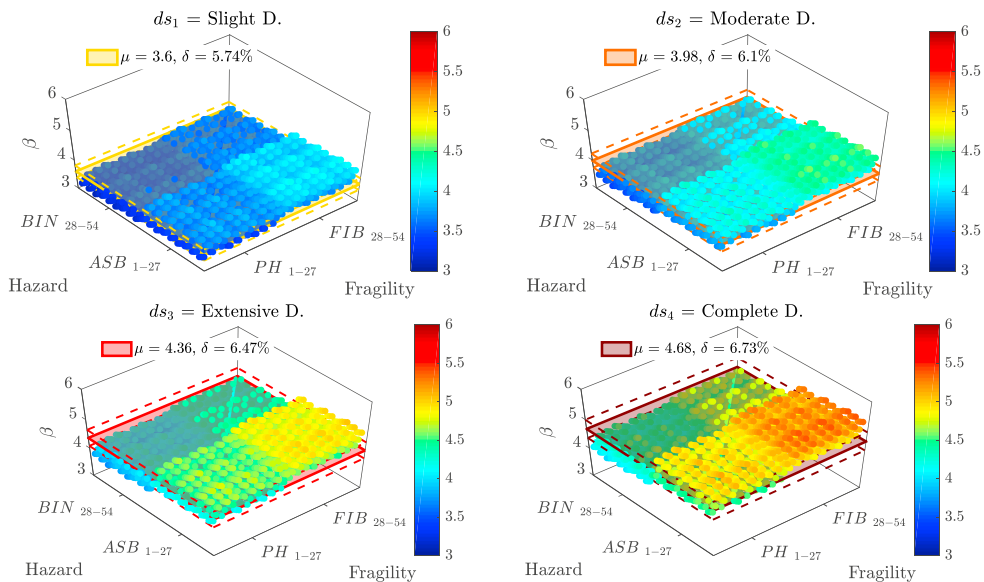 ds₁ = Slight D.
μ = 3.6, δ = 5.74%
6
5
4
3
β
BIN 28−54
ASB 1−27
Hazard
PH 1−27
FIB 28−54
Fragility
6
5.5
5
4.5
4
3.5
3
ds₂ = Moderate D.
μ = 3.98, δ = 6.1%
6
5
4
3
β
BIN 28−54
ASB 1−27
Hazard
PH 1−27
FIB 28−54
Fragility
6
5.5
5
4.5
4
3.5
3
ds₃ = Extensive D.
μ = 4.36, δ = 6.47%
6
5
4
3
β
BIN 28−54
ASB 1−27
Hazard
PH 1−27
FIB 28−54
Fragility
6
5.5
5
4.5
4
3.5
3
ds₄ = Complete D.
μ = 4.68, δ = 6.73%
6
5
4
3
β
BIN 28−54
ASB 1−27
Hazard
PH 1−27
FIB 28−54
Fragility
6
5.5
5
4.5
4
3.5
3